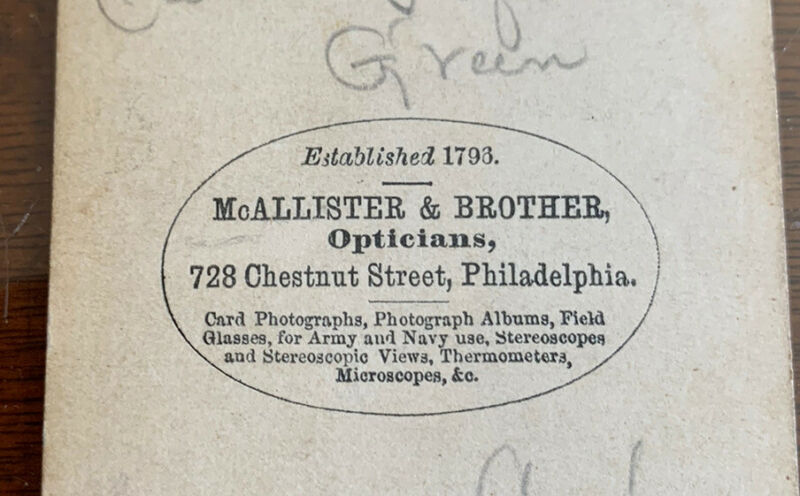 Green
Established 1796.
McALLISTER & BROTHER,
Opticians,
728 Chestnut Street, Philadelphia.
Card Photographs, Photograph Albums, Field
Glasses, for Army and Navy use, Stereoscopes
and Stereoscopic Views, Thermometers,
Microscopes, &c.